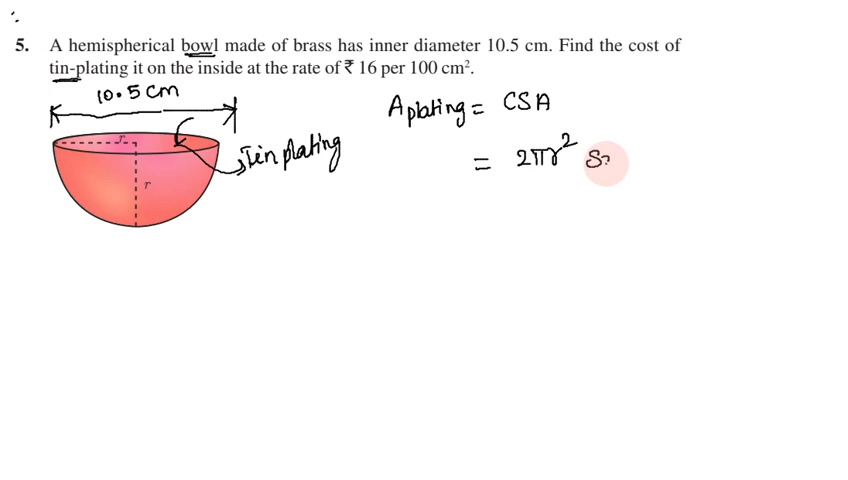 5. A hemispherical bowl made of brass has inner diameter 10.5 cm. Find the cost of
tin-plating it on the inside at the rate of ₹ 16 per 100 cm².
10.5 cm
r
r
Tin plating
A plating = CSA
= 2πr²